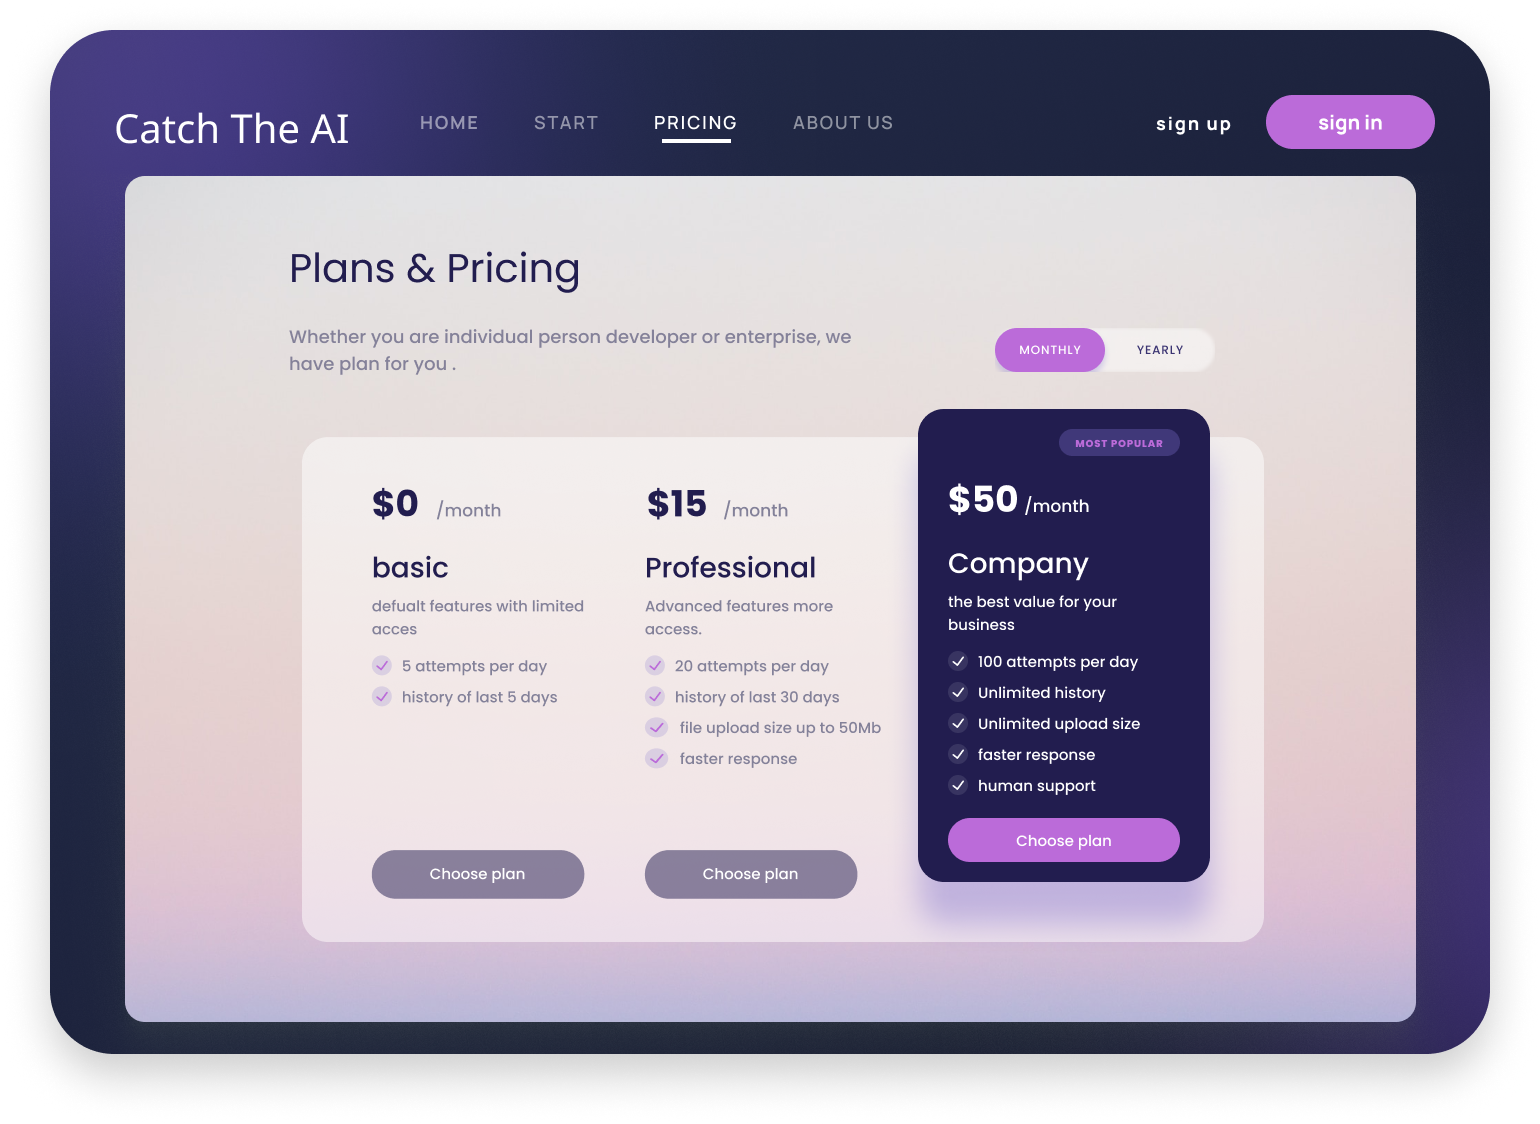 Catch The AI
HOME
START
PRICING
ABOUT US
sign up
sign in
Plans & Pricing
Whether you are individual person developer or enterprise, we
have plan for you .
MONTHLY
YEARLY
$0 /month
basic
defualt features with limited
acces
5 attempts per day
history of last 5 days
Choose plan
$15 /month
Professional
Advanced features more
access.
20 attempts per day
history of last 30 days
file upload size up to 50Mb
faster response
Choose plan
MOST POPULAR
$50 /month
Company
the best value for your
business
100 attempts per day
Unlimited history
Unlimited upload size
faster response
human support
Choose plan